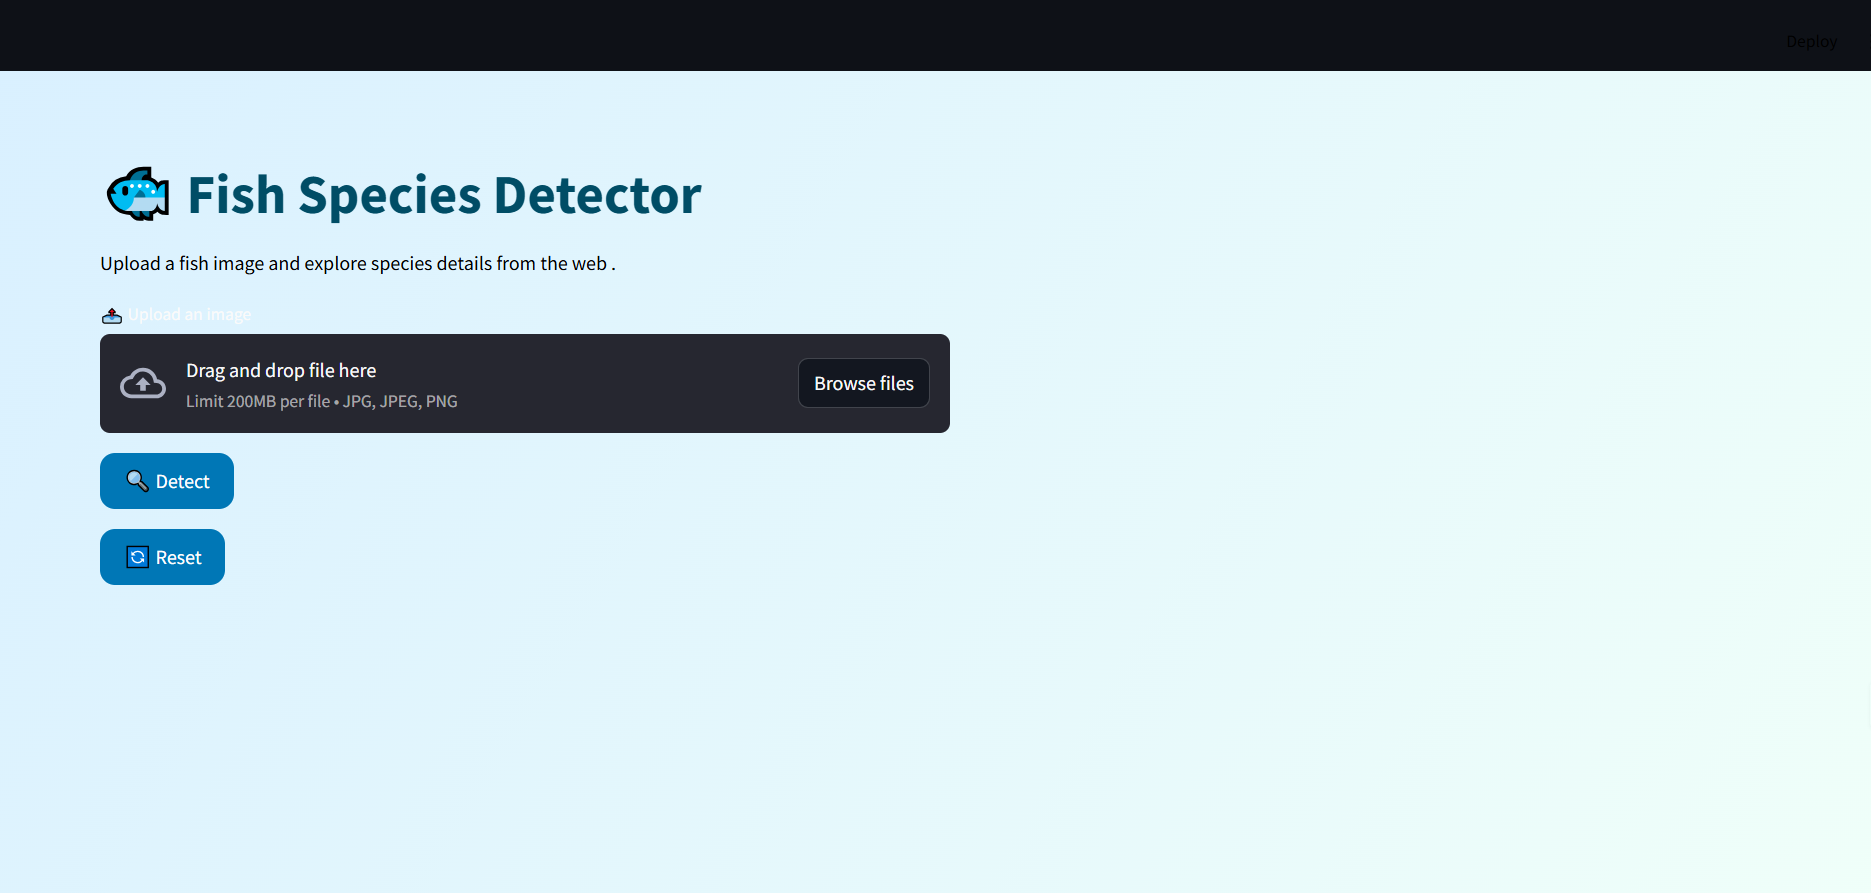 Deploy
Fish Species Detector
Upload a fish image and explore species details from the web .
Upload an image
Drag and drop file here
Limit 200MB per file • JPG, JPEG, PNG
Browse files
Detect
Reset